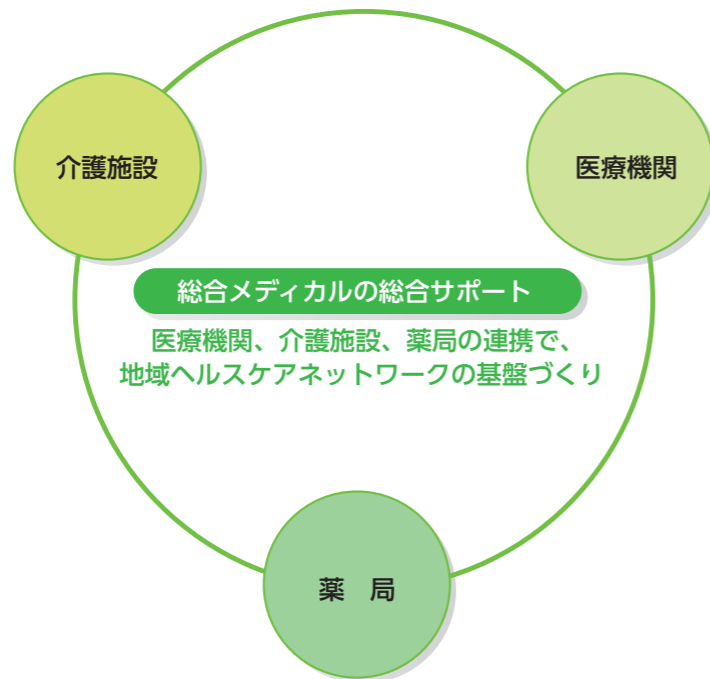 介護施設
医療機関
総合メディカルの総合サポート
医療機関、介護施設、薬局の連携で、
地域ヘルスケアネットワークの基盤づくり
薬　局